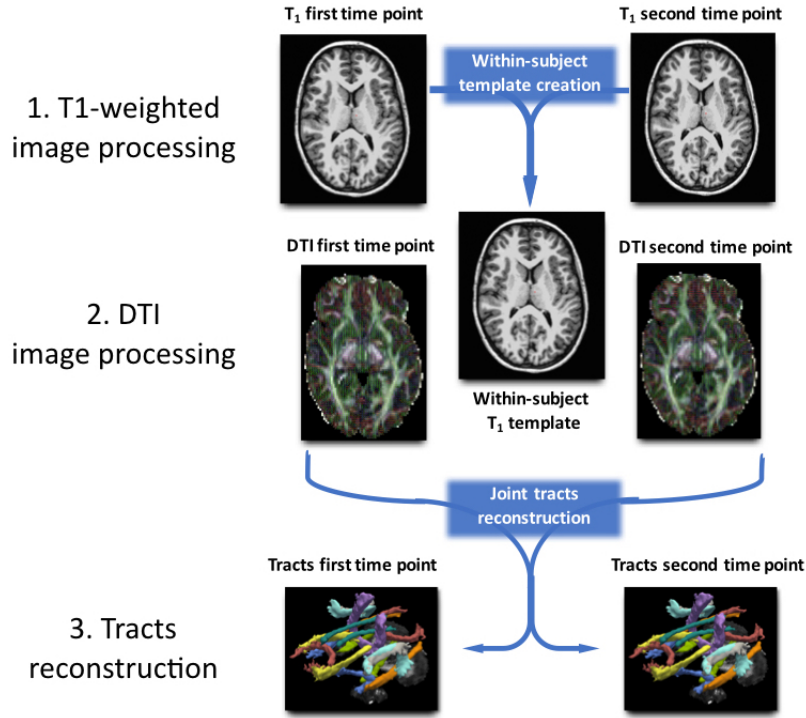 T₁ first time point
T₁ second time point
Within-subject
template creation
1. T1-weighted
image processing
DTI first time point
DTI second time point
2. DTI
image processing
Within-subject
T₁ template
Joint tracts
reconstruction
Tracts first time point
Tracts second time point
3. Tracts
reconstruction